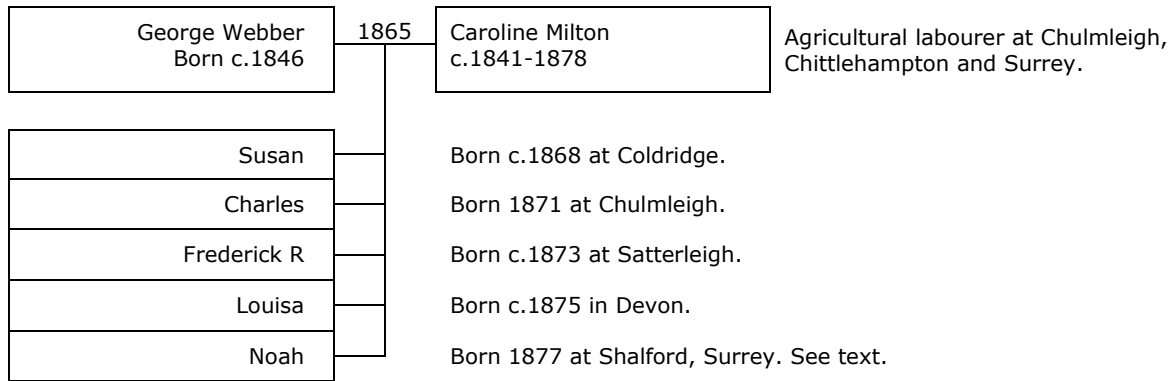 George Webber
Born c.1846
1865
Caroline Milton
c.1841-1878
Agricultural labourer at Chulmleigh,
Chittlehampton and Surrey.
Susan
Born c.1868 at Coldridge.
Charles
Born 1871 at Chulmleigh.
Frederick R
Born c.1873 at Satterleigh.
Louisa
Born c.1875 in Devon.
Noah
Born 1877 at Shalford, Surrey. See text.